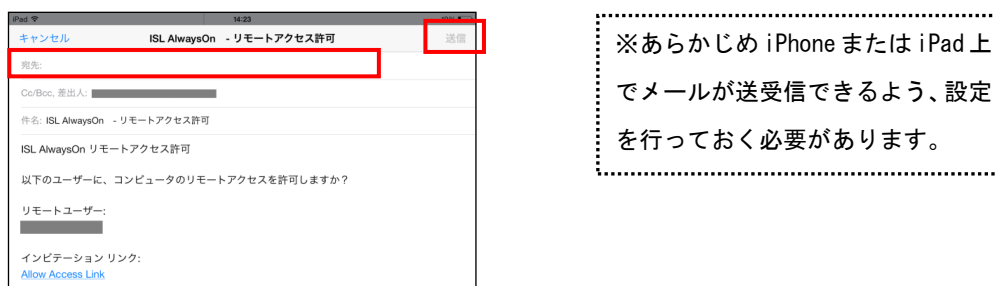 iPad 14:23 10%
キャンセル ISL AlwaysOn - リモートアクセス許可 送信
宛先:
Cc/Bcc, 差出人:
件名: ISL AlwaysOn - リモートアクセス許可
ISL AlwaysOn リモートアクセス許可
以下のユーザーに、コンピュータのリモートアクセスを許可しますか？
リモートユーザー:
インビテーション リンク:
Allow Access Link
※あらかじめ iPhone または iPad 上
でメールが送受信できるよう、設定
を行っておく必要があります。